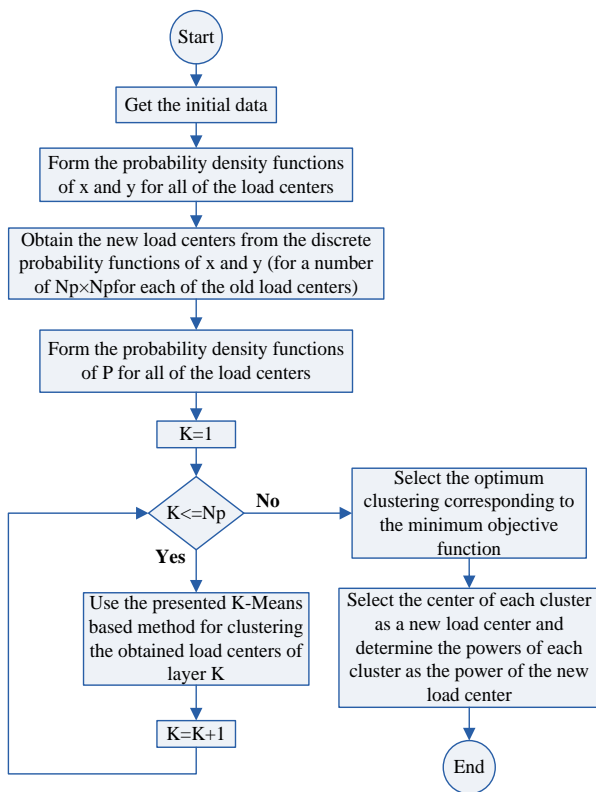 Start
Get the initial data
Form the probability density functions
of x and y for all of the load centers
Obtain the new load centers from the discrete
probability functions of x and y (for a number
of Np×Npfor each of the old load centers)
Form the probability density functions
of P for all of the load centers
K=1
K<=Np
No
Yes
Use the presented K-Means
based method for clustering
the obtained load centers of
layer K
K=K+1
Select the optimum
clustering corresponding to
the minimum objective
function
Select the center of each cluster
as a new load center and
determine the powers of each
cluster as the power of the new
load center
End